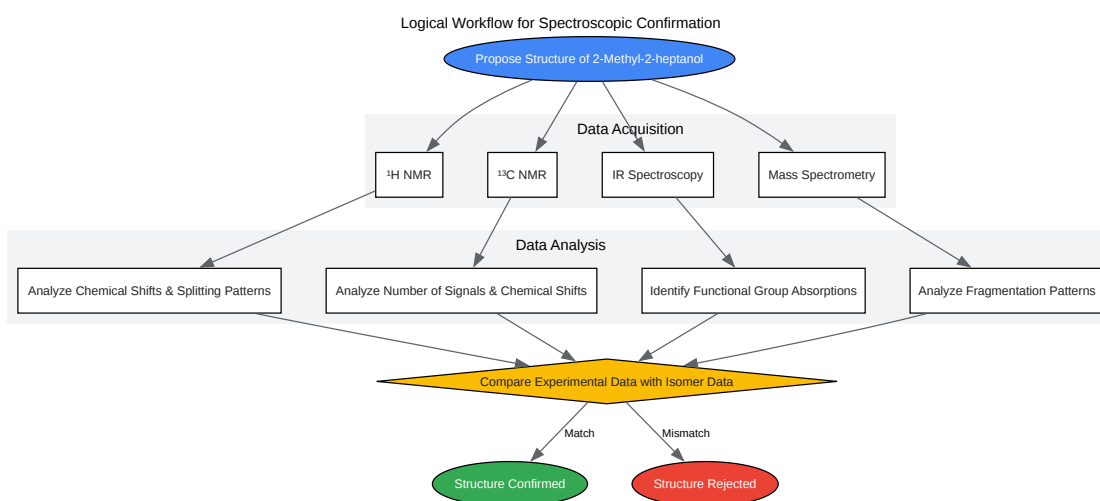 Logical Workflow for Spectroscopic Confirmation
Propose Structure of 2-Methyl-2-heptanol
Data Acquisition
¹H NMR
¹³C NMR
IR Spectroscopy
Mass Spectrometry
Data Analysis
Analyze Chemical Shifts & Splitting Patterns
Analyze Number of Signals & Chemical Shifts
Identify Functional Group Absorptions
Analyze Fragmentation Patterns
Compare Experimental Data with Isomer Data
Match
Mismatch
Structure Confirmed
Structure Rejected